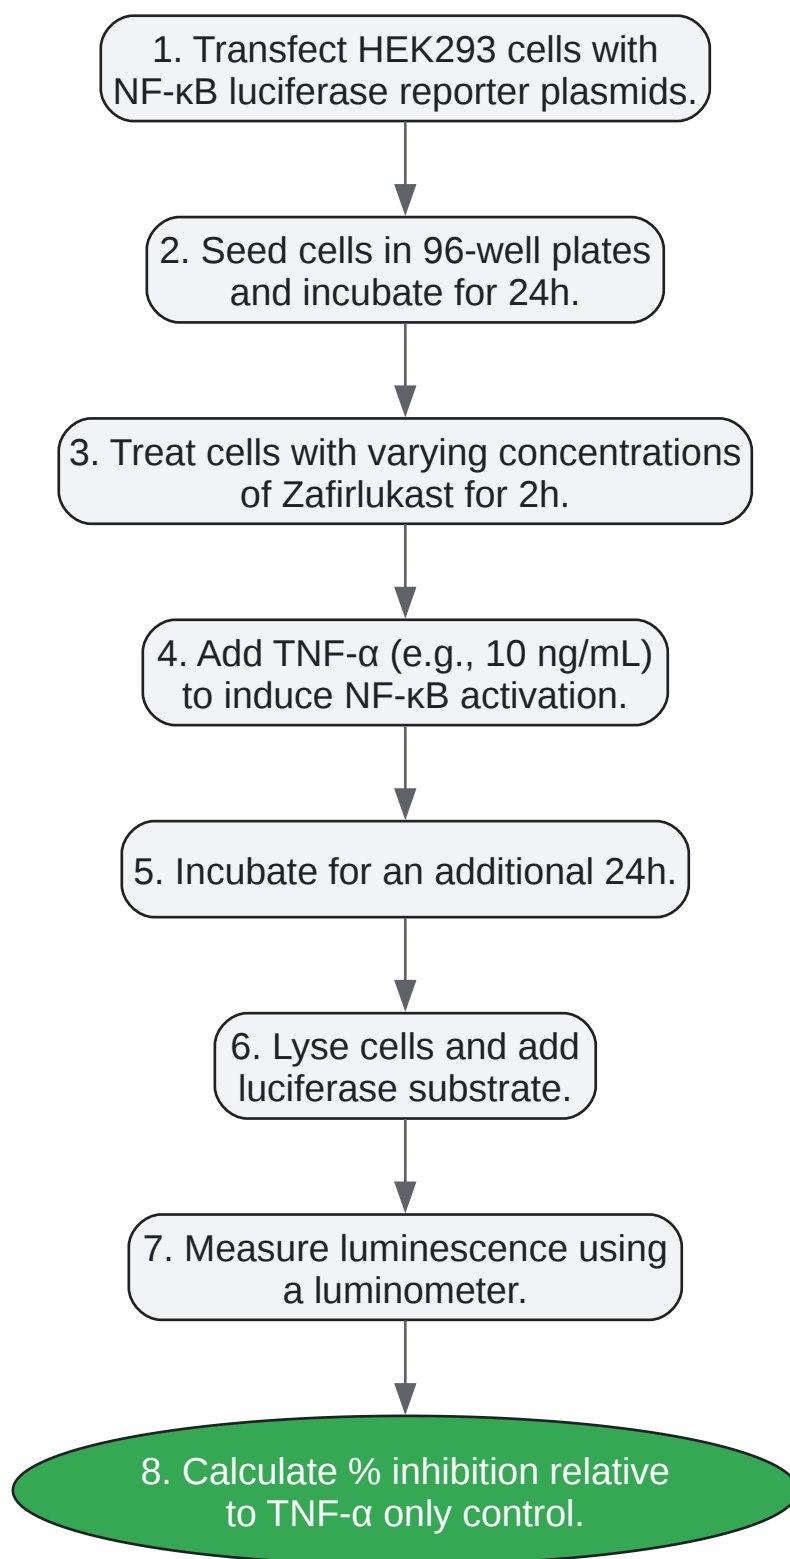 1. Transfect HEK293 cells with
NF-κB luciferase reporter plasmids.
2. Seed cells in 96-well plates
and incubate for 24h.
3. Treat cells with varying concentrations
of Zafirlukast for 2h.
4. Add TNF-α (e.g., 10 ng/mL)
to induce NF-κB activation.
5. Incubate for an additional 24h.
6. Lyse cells and add
luciferase substrate.
7. Measure luminescence using
a luminometer.
8. Calculate % inhibition relative
to TNF-α only control.